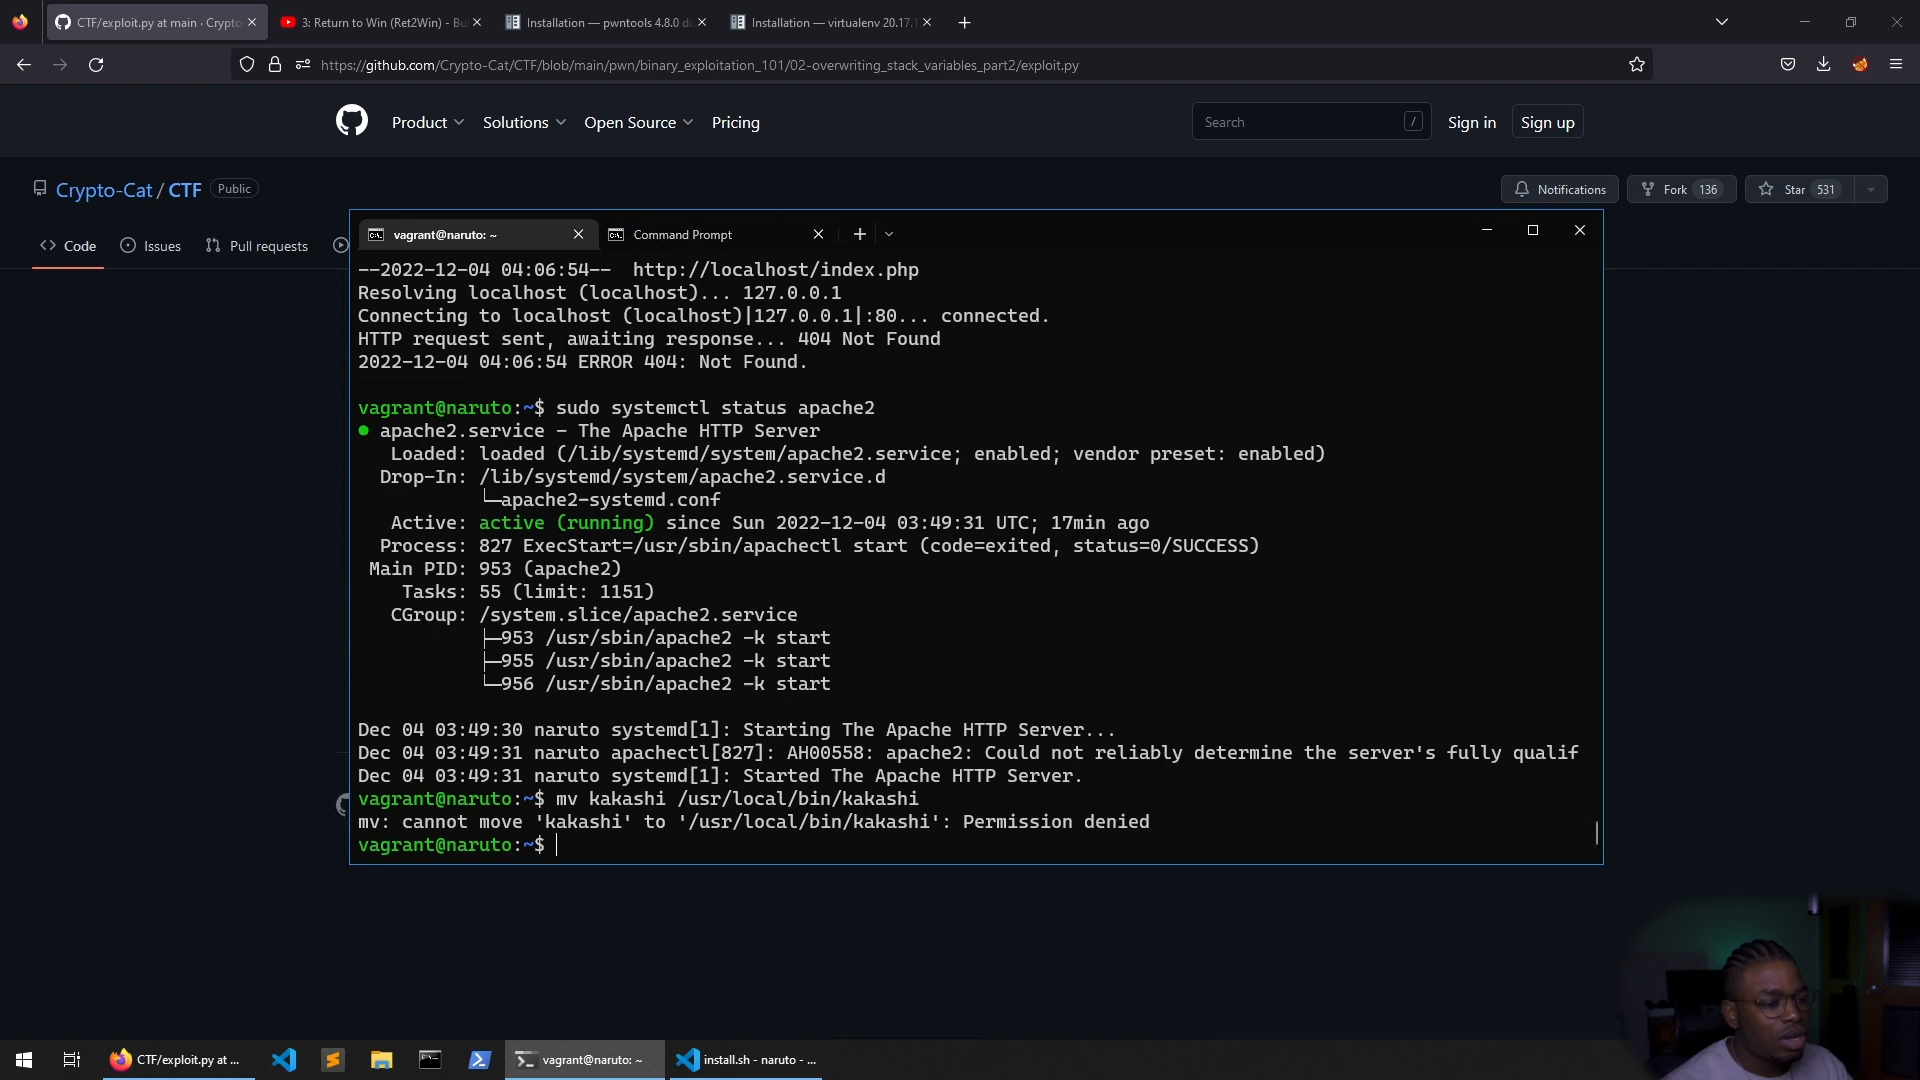 CTF/exploit.py at main · Crypto
3: Return to Win (Ret2Win) - Bu
Installation — pwntools 4.8.0 do
Installation — virtualenv 20.17.1
https://github.com/Crypto-Cat/CTF/blob/main/pwn/binary_exploitation_101/02-overwriting_stack_variables_part2/exploit.py
Product
Solutions
Open Source
Pricing
Search
/
Sign in
Sign up
Crypto-Cat / CTF
Public
Notifications
Fork 136
Star 531
Code
Issues
Pull requests
vagrant@naruto: ~
Command Prompt
--2022-12-04 04:06:54--  http://localhost/index.php
Resolving localhost (localhost)... 127.0.0.1
Connecting to localhost (localhost)|127.0.0.1|:80... connected.
HTTP request sent, awaiting response... 404 Not Found
2022-12-04 04:06:54 ERROR 404: Not Found.
vagrant@naruto:~$ sudo systemctl status apache2
● apache2.service - The Apache HTTP Server
Loaded: loaded (/lib/systemd/system/apache2.service; enabled; vendor preset: enabled)
Drop-In: /lib/systemd/system/apache2.service.d
└─apache2-systemd.conf
Active: active (running) since Sun 2022-12-04 03:49:31 UTC; 17min ago
Process: 827 ExecStart=/usr/sbin/apachectl start (code=exited, status=0/SUCCESS)
Main PID: 953 (apache2)
Tasks: 55 (limit: 1151)
CGroup: /system.slice/apache2.service
├─953 /usr/sbin/apache2 -k start
├─955 /usr/sbin/apache2 -k start
└─956 /usr/sbin/apache2 -k start
Dec 04 03:49:30 naruto systemd[1]: Starting The Apache HTTP Server...
Dec 04 03:49:31 naruto apachectl[827]: AH00558: apache2: Could not reliably determine the server's fully qualif
Dec 04 03:49:31 naruto systemd[1]: Started The Apache HTTP Server.
vagrant@naruto:~$ mv kakashi /usr/local/bin/kakashi
mv: cannot move 'kakashi' to '/usr/local/bin/kakashi': Permission denied
vagrant@naruto:~$
CTF/exploit.py at ...
vagrant@naruto: ~
install.sh - naruto - ...